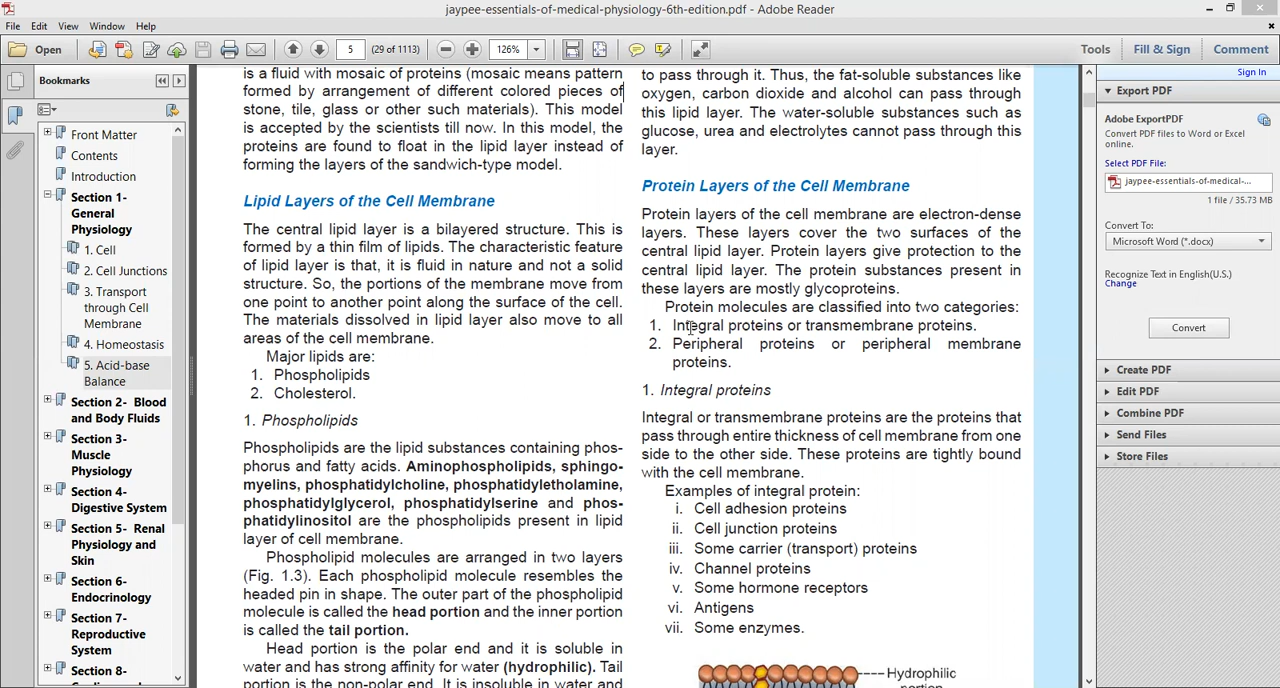 jaypee-essentials-of-medical-physiology-6th-edition.pdf - Adobe Reader
File Edit View Window Help
Open
5
(29 of 1113)
126%
Tools
Fill & Sign
Comment
Bookmarks
Front Matter
Contents
Introduction
Section 1-
General
Physiology
1. Cell
2. Cell Junctions
3. Transport
through Cell
Membrane
4. Homeostasis
5. Acid-base
Balance
Section 2- Blood
and Body Fluids
Section 3-
Muscle
Physiology
Section 4-
Digestive System
Section 5- Renal
Physiology and
Skin
Section 6-
Endocrinology
Section 7-
Reproductive
System
Section 8-
is a fluid with mosaic of proteins (mosaic means pattern
formed by arrangement of different colored pieces of
stone, tile, glass or other such materials). This model
is accepted by the scientists till now. In this model, the
proteins are found to float in the lipid layer instead of
forming the layers of the sandwich-type model.
Lipid Layers of the Cell Membrane
The central lipid layer is a bilayered structure. This is
formed by a thin film of lipids. The characteristic feature
of lipid layer is that, it is fluid in nature and not a solid
structure. So, the portions of the membrane move from
one point to another point along the surface of the cell.
The materials dissolved in lipid layer also move to all
areas of the cell membrane.
Major lipids are:
1. Phospholipids
2. Cholesterol.
1. Phospholipids
Phospholipids are the lipid substances containing phos-
phorus and fatty acids. Aminophospholipids, sphingo-
myelins, phosphatidylcholine, phosphatidyletholamine,
phosphatidylglycerol, phosphatidylserine and phos-
phatidylinositol are the phospholipids present in lipid
layer of cell membrane.
Phospholipid molecules are arranged in two layers
(Fig. 1.3). Each phospholipid molecule resembles the
headed pin in shape. The outer part of the phospholipid
molecule is called the head portion and the inner portion
is called the tail portion.
Head portion is the polar end and it is soluble in
water and has strong affinity for water (hydrophilic). Tail
portion is the non-polar end. It is insoluble in water and
to pass through it. Thus, the fat-soluble substances like
oxygen, carbon dioxide and alcohol can pass through
this lipid layer. The water-soluble substances such as
glucose, urea and electrolytes cannot pass through this
layer.
Protein Layers of the Cell Membrane
Protein layers of the cell membrane are electron-dense
layers. These layers cover the two surfaces of the
central lipid layer. Protein layers give protection to the
central lipid layer. The protein substances present in
these layers are mostly glycoproteins.
Protein molecules are classified into two categories:
1. Integral proteins or transmembrane proteins.
2. Peripheral proteins or peripheral membrane
proteins.
1. Integral proteins
Integral or transmembrane proteins are the proteins that
pass through entire thickness of cell membrane from one
side to the other side. These proteins are tightly bound
with the cell membrane.
Examples of integral protein:
i. Cell adhesion proteins
ii. Cell junction proteins
iii. Some carrier (transport) proteins
iv. Channel proteins
v. Some hormone receptors
vi. Antigens
vii. Some enzymes.
Hydrophilic
portion
Sign In
Export PDF
Adobe ExportPDF
Convert PDF files to Word or Excel
online.
Select PDF File:
jaypee-essentials-of-medical-...
1 file / 35.73 MB
Convert To:
Microsoft Word (*.docx)
Recognize Text in English(U.S.)
Change
Convert
Create PDF
Edit PDF
Combine PDF
Send Files
Store Files